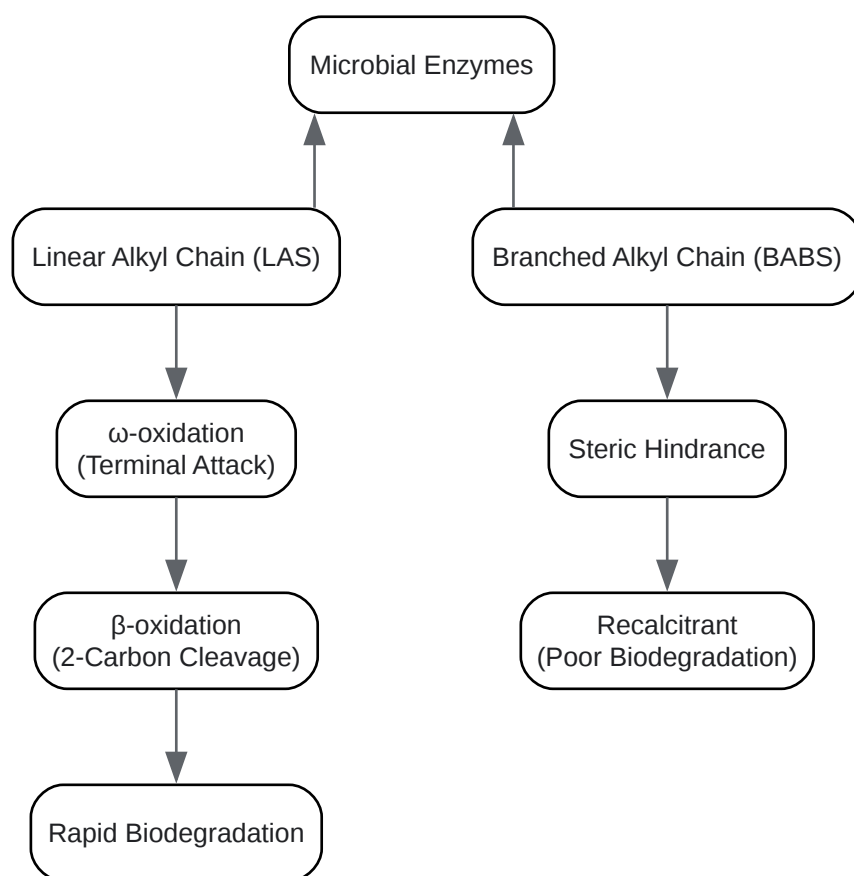 Microbial Enzymes
Linear Alkyl Chain (LAS)
Branched Alkyl Chain (BABS)
ω-oxidation
(Terminal Attack)
Steric Hindrance
β-oxidation
(2-Carbon Cleavage)
Recalcitrant
(Poor Biodegradation)
Rapid Biodegradation